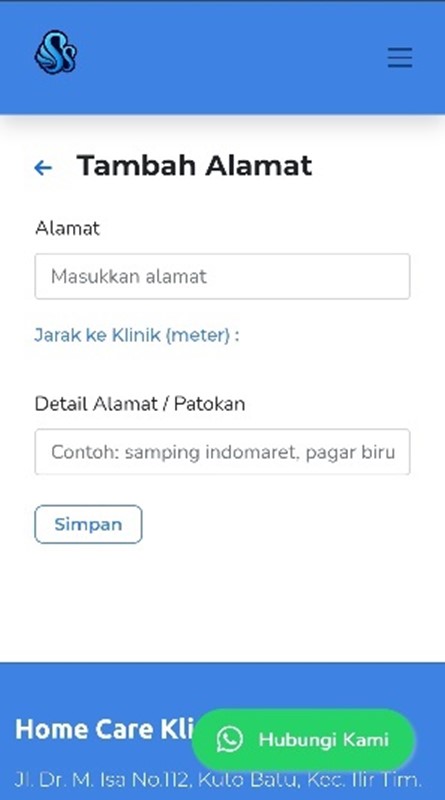 Tambah Alamat
Alamat
Masukkan alamat
Jarak ke Klinik (meter) :
Detail Alamat / Patokan
Contoh: samping indomaret, pagar biru
Simpan
Home Care Kli
Hubungi Kami
Jl. Dr. M. Isa No.112, Kuto Batu, Kec. Ilir Tim.